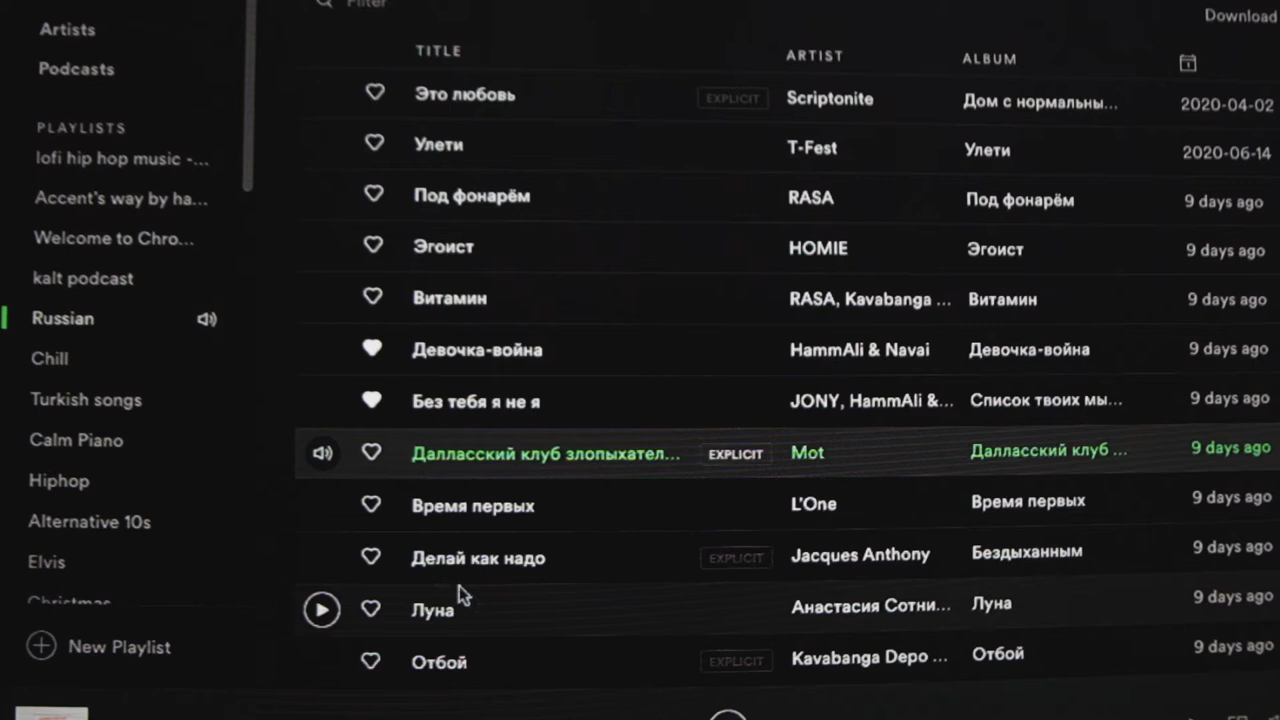 Filter
Download
Artists
Podcasts
PLAYLISTS
lofi hip hop music -...
Accent's way by ha...
Welcome to Chro...
kalt podcast
Russian
Chill
Turkish songs
Calm Piano
Hiphop
Alternative 10s
Elvis
Christmas
New Playlist
TITLE ARTIST ALBUM
Это любовь EXPLICIT Scriptonite Дом с нормальны... 2020-04-02
Улети T-Fest Улети 2020-06-14
Под фонарём RASA Под фонарём 9 days ago
Эгоист HOMIE Эгоист 9 days ago
Витамин RASA, Kavabanga ... Витамин 9 days ago
Девочка-война HammAli & Navai Девочка-война 9 days ago
Без тебя я не я JONY, HammAli &... Список твоих мы... 9 days ago
Далласский клуб злопыхател... EXPLICIT Mot Далласский клуб ... 9 days ago
Время первых L'One Время первых 9 days ago
Делай как надо EXPLICIT Jacques Anthony Бездыханным 9 days ago
Луна Анастасия Сотни... Луна 9 days ago
Отбой EXPLICIT Kavabanga Depo ... Отбой 9 days ago